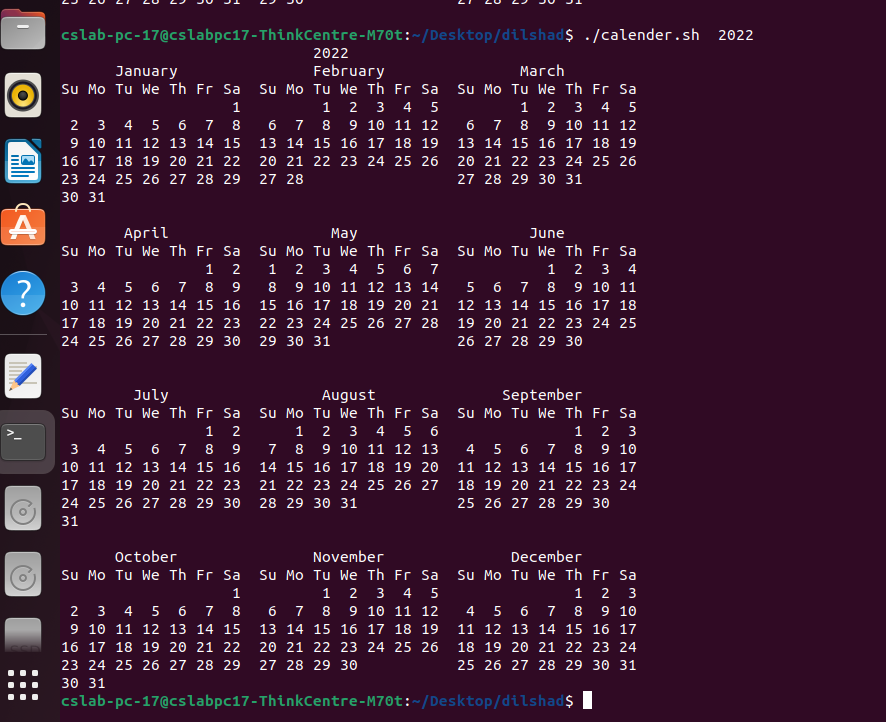 cslab-pc-17@cslabpc17-ThinkCentre-M70t:~/Desktop/dilshad$ ./calender.sh  2022
                            2022
      January               February               March
Su Mo Tu We Th Fr Sa  Su Mo Tu We Th Fr Sa  Su Mo Tu We Th Fr Sa
                   1         1  2  3  4  5         1  2  3  4  5
 2  3  4  5  6  7  8   6  7  8  9 10 11 12   6  7  8  9 10 11 12
 9 10 11 12 13 14 15  13 14 15 16 17 18 19  13 14 15 16 17 18 19
16 17 18 19 20 21 22  20 21 22 23 24 25 26  20 21 22 23 24 25 26
23 24 25 26 27 28 29  27 28                 27 28 29 30 31
30 31
       April                  May                   June
Su Mo Tu We Th Fr Sa  Su Mo Tu We Th Fr Sa  Su Mo Tu We Th Fr Sa
                1  2   1  2  3  4  5  6  7            1  2  3  4
 3  4  5  6  7  8  9   8  9 10 11 12 13 14   5  6  7  8  9 10 11
10 11 12 13 14 15 16  15 16 17 18 19 20 21  12 13 14 15 16 17 18
17 18 19 20 21 22 23  22 23 24 25 26 27 28  19 20 21 22 23 24 25
24 25 26 27 28 29 30  29 30 31              26 27 28 29 30
        July                 August              September
Su Mo Tu We Th Fr Sa  Su Mo Tu We Th Fr Sa  Su Mo Tu We Th Fr Sa
                1  2      1  2  3  4  5  6               1  2  3
 3  4  5  6  7  8  9   7  8  9 10 11 12 13   4  5  6  7  8  9 10
10 11 12 13 14 15 16  14 15 16 17 18 19 20  11 12 13 14 15 16 17
17 18 19 20 21 22 23  21 22 23 24 25 26 27  18 19 20 21 22 23 24
24 25 26 27 28 29 30  28 29 30 31           25 26 27 28 29 30
31
      October               November              December
Su Mo Tu We Th Fr Sa  Su Mo Tu We Th Fr Sa  Su Mo Tu We Th Fr Sa
                   1         1  2  3  4  5               1  2  3
 2  3  4  5  6  7  8   6  7  8  9 10 11 12   4  5  6  7  8  9 10
 9 10 11 12 13 14 15  13 14 15 16 17 18 19  11 12 13 14 15 16 17
16 17 18 19 20 21 22  20 21 22 23 24 25 26  18 19 20 21 22 23 24
23 24 25 26 27 28 29  27 28 29 30           25 26 27 28 29 30 31
30 31
cslab-pc-17@cslabpc17-ThinkCentre-M70t:~/Desktop/dilshad$